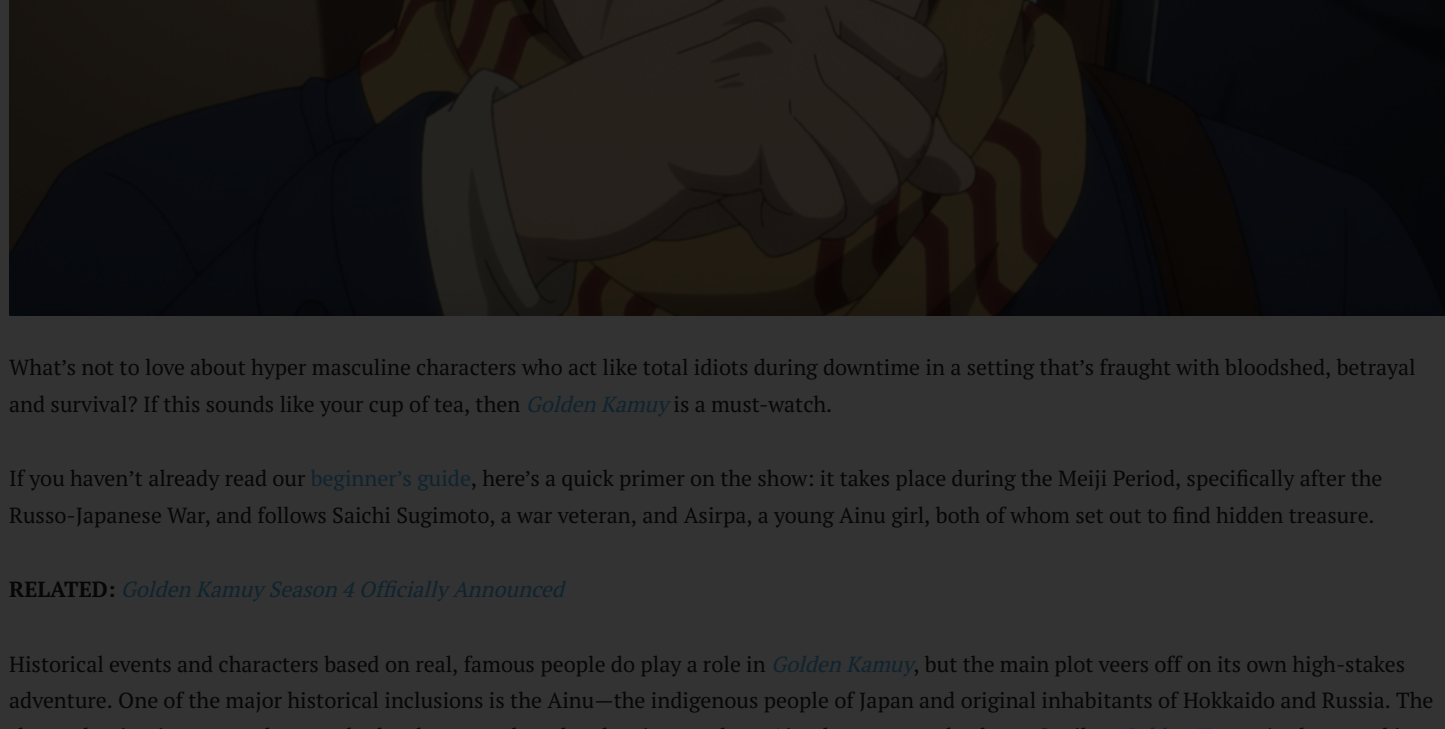 What’s not to love about hyper masculine characters who act like total idiots during downtime in a setting that’s fraught with bloodshed, betrayal
and survival? If this sounds like your cup of tea, then Golden Kamuy is a must-watch.
If you haven’t already read our beginner’s guide, here’s a quick primer on the show: it takes place during the Meiji Period, specifically after the
Russo-Japanese War, and follows Saichi Sugimoto, a war veteran, and Asirpa, a young Ainu girl, both of whom set out to find hidden treasure.
RELATED: Golden Kamuy Season 4 Officially Announced
Historical events and characters based on real, famous people do play a role in Golden Kamuy, but the main plot veers off on its own high-stakes
adventure. One of the major historical inclusions is the Ainu—the indigenous people of Japan and original inhabitants of Hokkaido and Russia. The